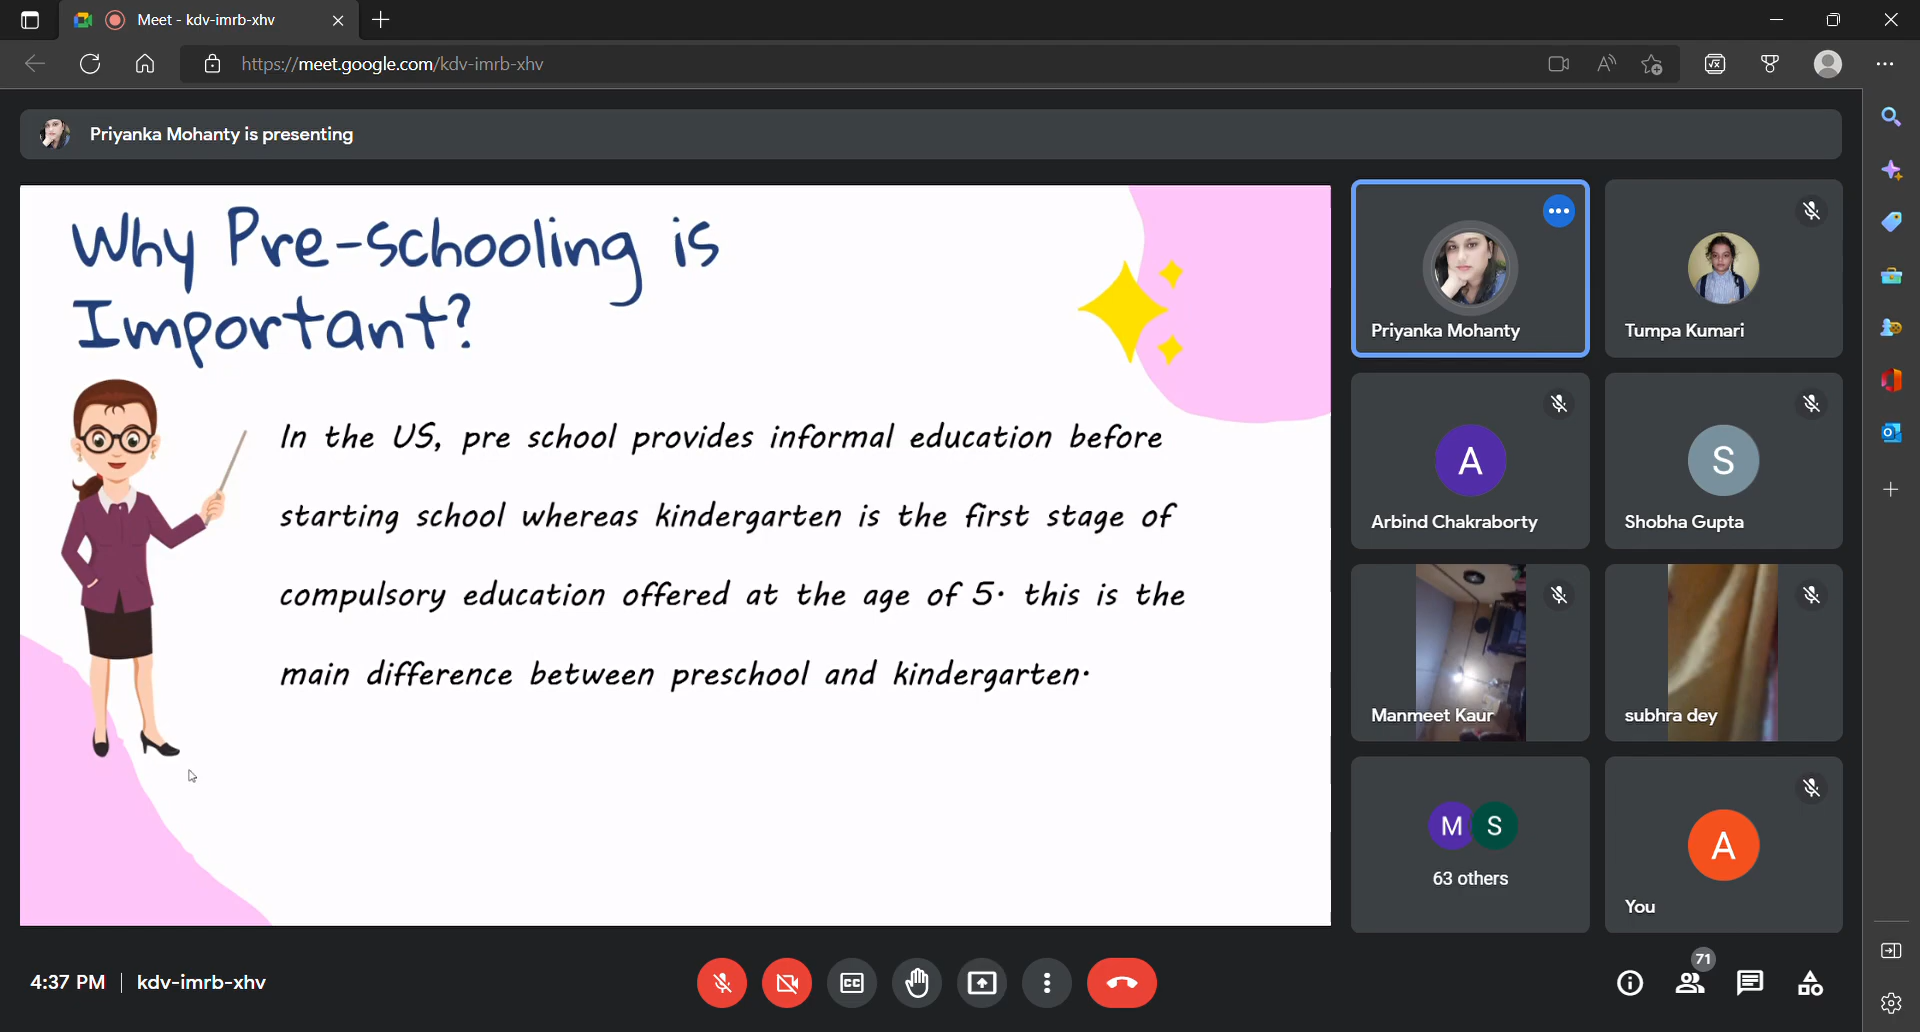 Meet - kdv-imrb-xhv
https://meet.google.com/kdv-imrb-xhv
Priyanka Mohanty is presenting
Why Pre-schooling is
Important?
In the US, pre school provides informal education before
starting school whereas kindergarten is the first stage of
compulsory education offered at the age of 5. this is the
main difference between preschool and kindergarten.
Priyanka Mohanty
Tumpa Kumari
A
Arbind Chakraborty
S
Shobha Gupta
Manmeet Kaur
subhra dey
M S
63 others
A
You
4:37 PM | kdv-imrb-xhv
CC
71